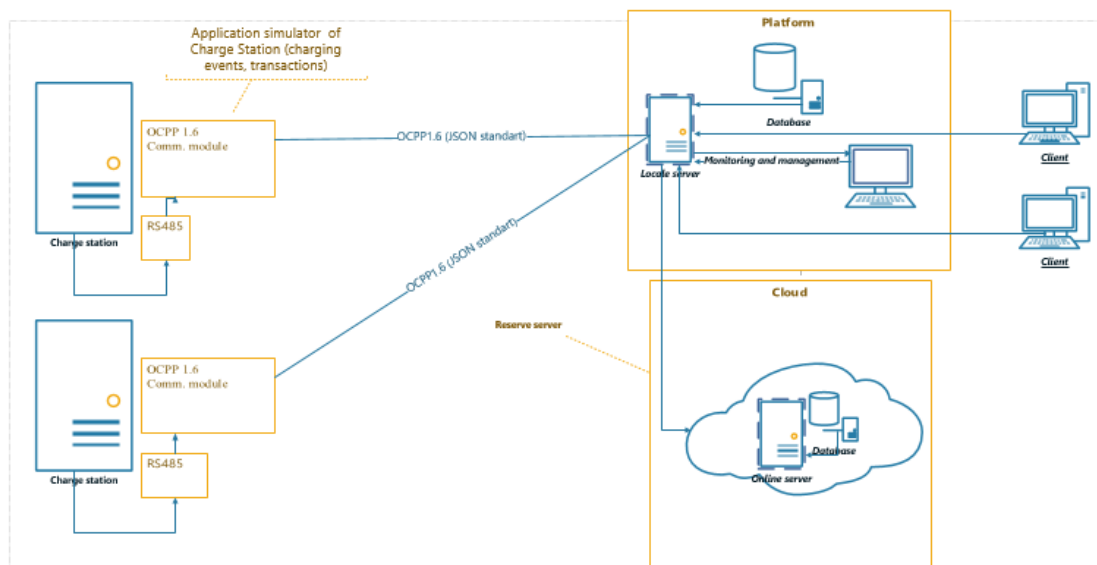 Application simulator of
Charge Station (charging
events, transactions)
Platform
OCPP 1.6
Comm. module
OCPP1.6 (JSON standart)
Database
Client
Monitoring and management
Locale server
RS485
Charge station
OCPP1.6 (JSON standart)
Client
Cloud
Reserve server
OCPP 1.6
Comm. module
RS485
Charge station
Database
Online server